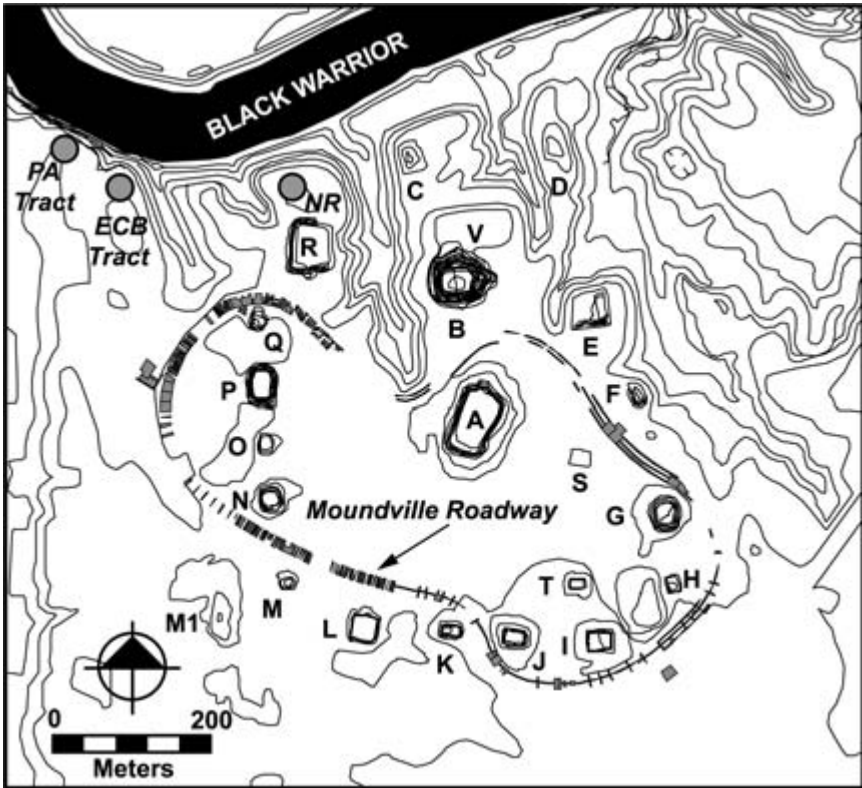 BLACK WARRIOR
PA
Tract
ECB
Tract
NR
C
D
R
V
B
E
Q
P
A
F
O
S
N
Moundville Roadway
G
T
H
M
M1
L
K
J
I
0 200
Meters